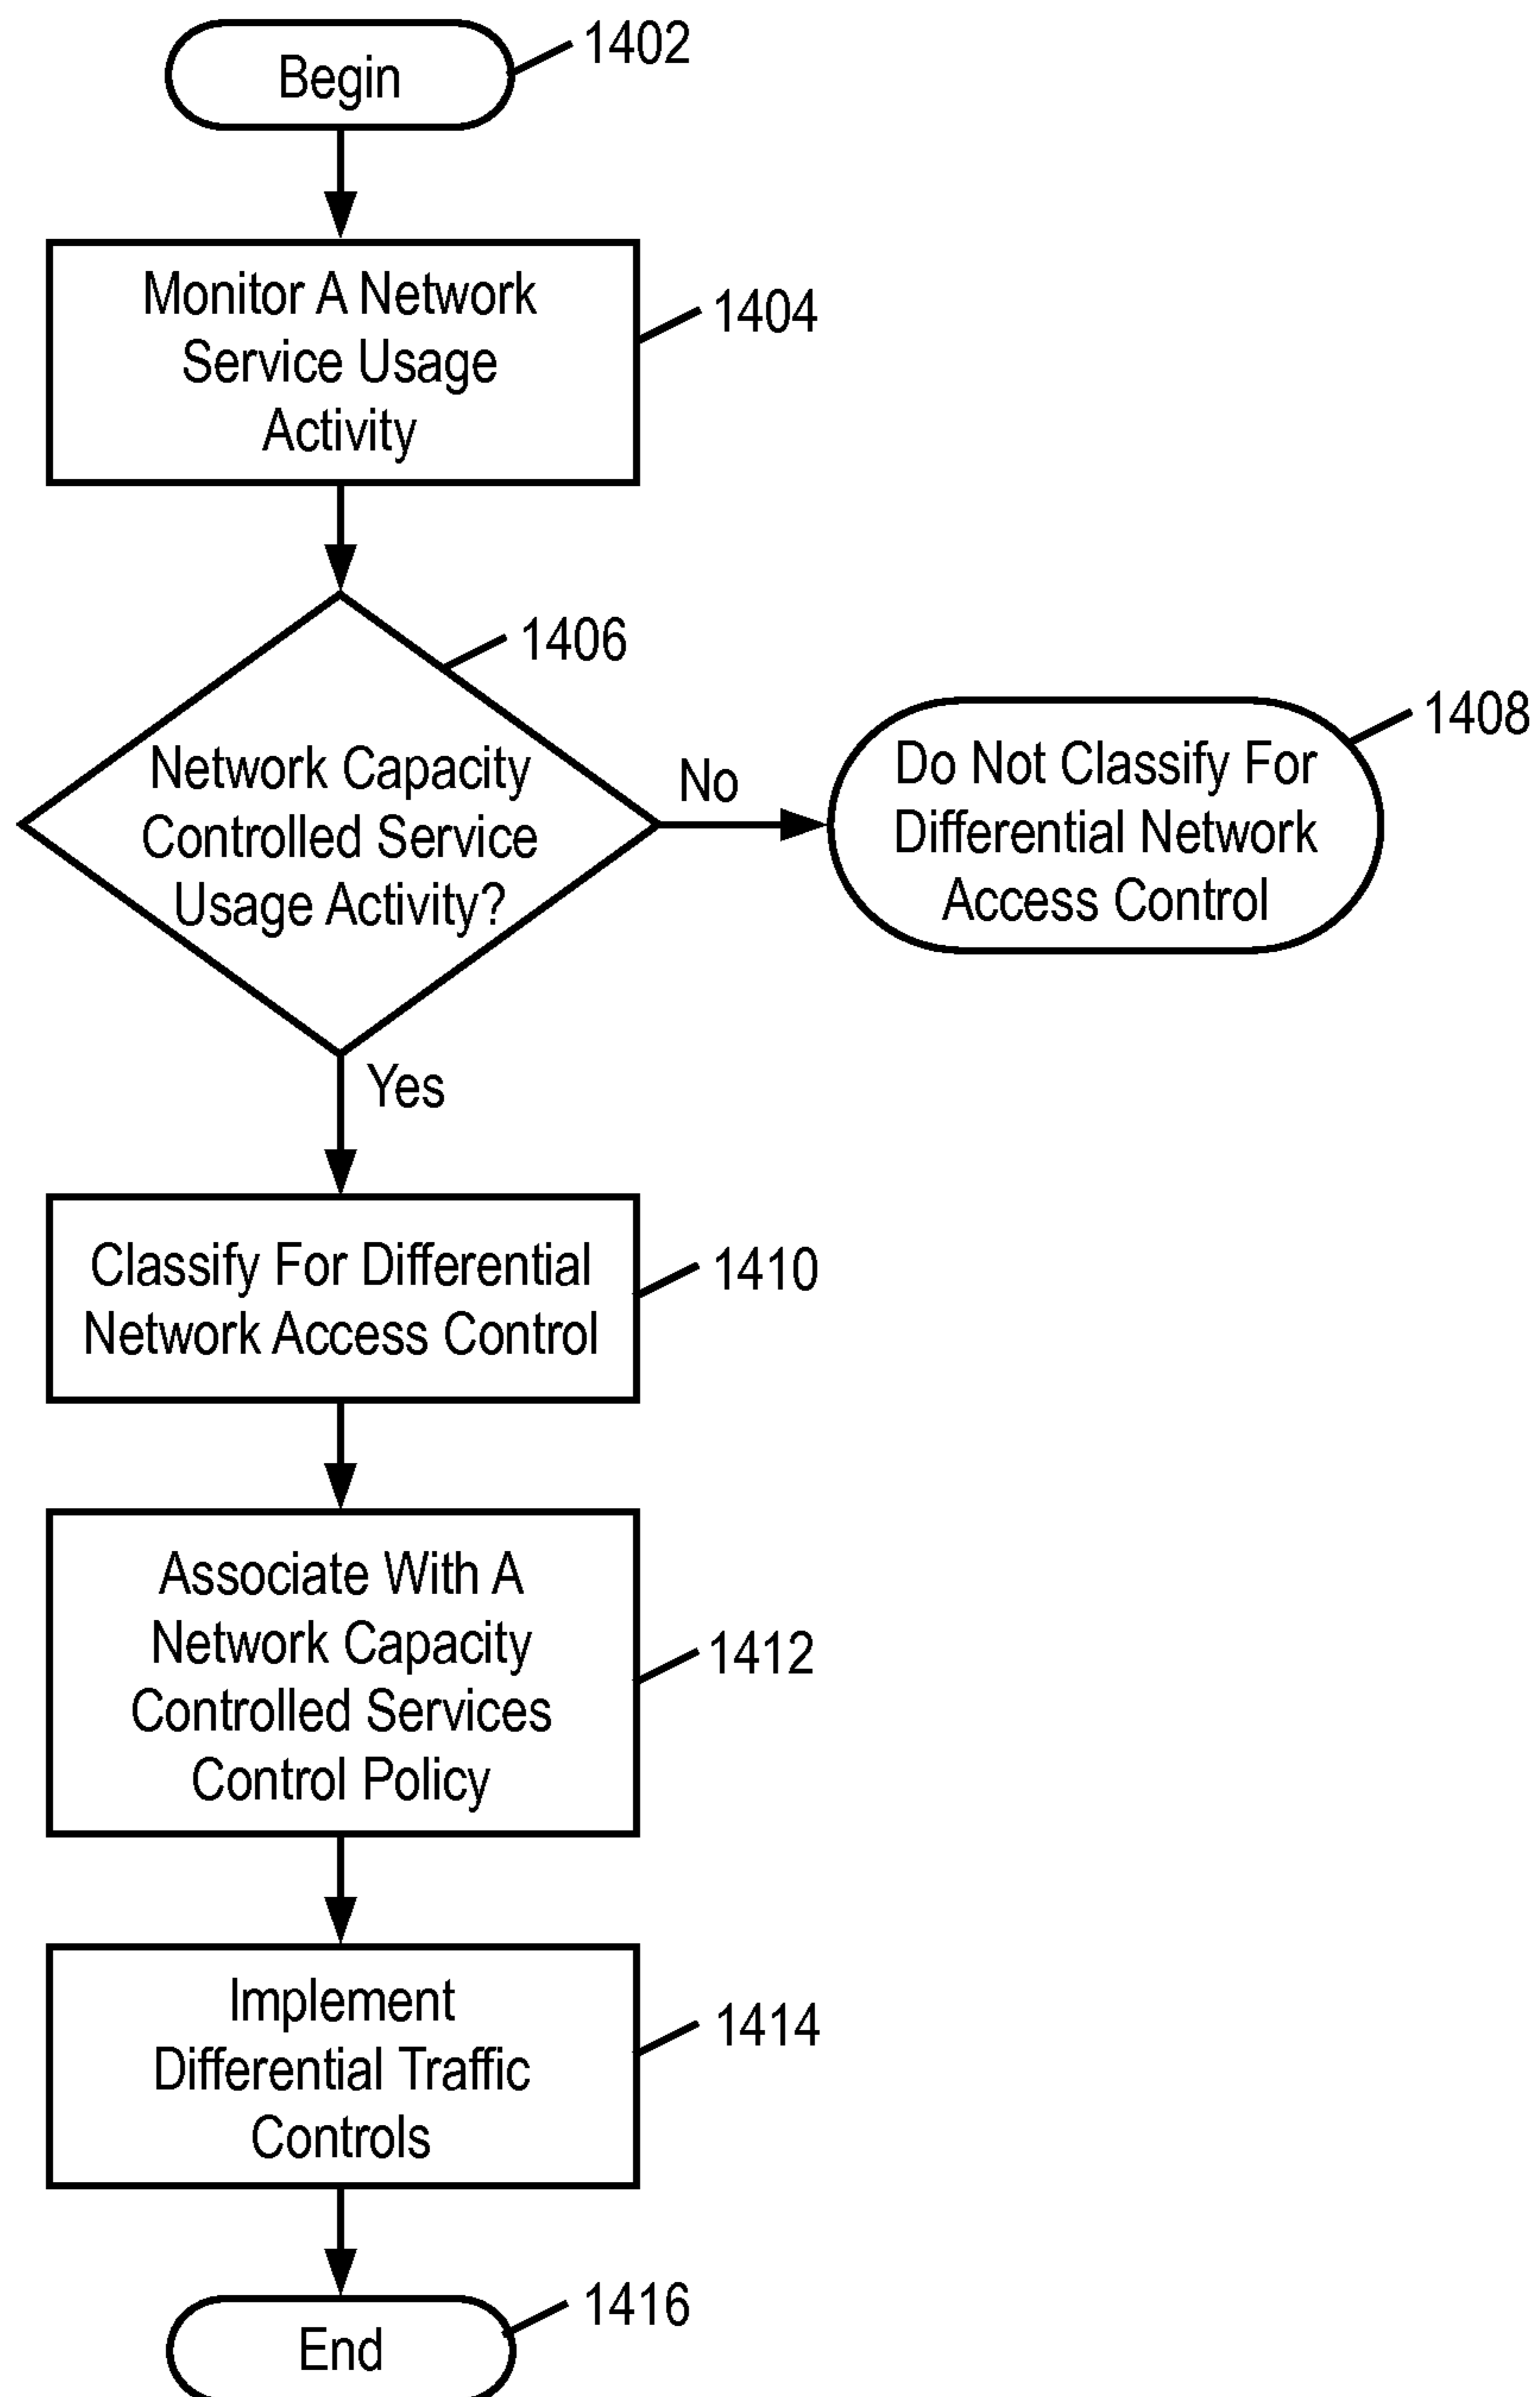 Begin
1402
Monitor A Network
Service Usage
Activity
1404
1406
Network Capacity
Controlled Service
Usage Activity?
No
1408
Do Not Classify For
Differential Network
Access Control
Yes
Classify For Differential
Network Access Control
1410
Associate With A
Network Capacity
Controlled Services
Control Policy
1412
Implement
Differential Traffic
Controls
1414
1416
End